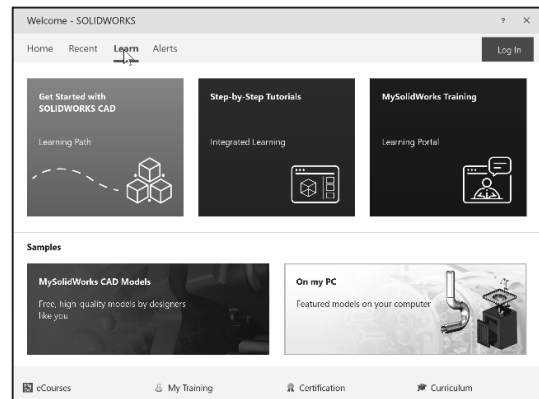 Welcome - SOLIDWORKS
? ×
Home Recent Learn Alerts
Log In
Get Started with
SOLIDWORKS CAD
Learning Path
Step-by-Step Tutorials
Integrated Learning
MySolidWorks Training
Learning Portal
Samples
MySolidWorks CAD Models
Free, high-quality models by designers
like you
On my PC
Featured models on your computer
eCourses
My Training
Certification
Curriculum